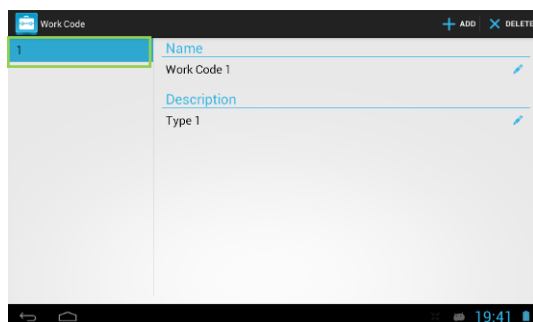 Work Code
ADD
DELETE
1
Name
Work Code 1
Description
Type 1
19:41